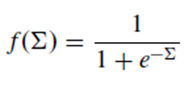 f(Σ) = 1 / (1 + e^{-Σ})